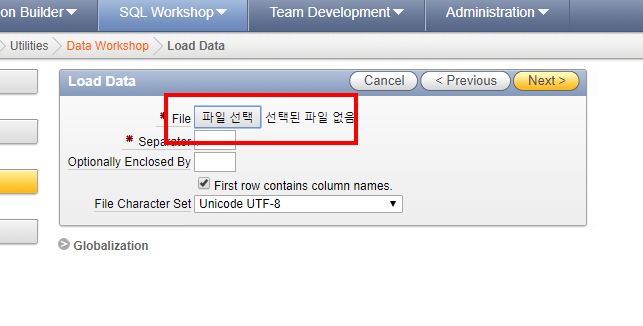 on Builder SQL Workshop Team Development Administration
Utilities Data Workshop Load Data
Load Data Cancel < Previous Next >
* File 파일 선택 선택된 파일 없음
* Separator
Optionally Enclosed By
First row contains column names.
File Character Set Unicode UTF-8
Globalization